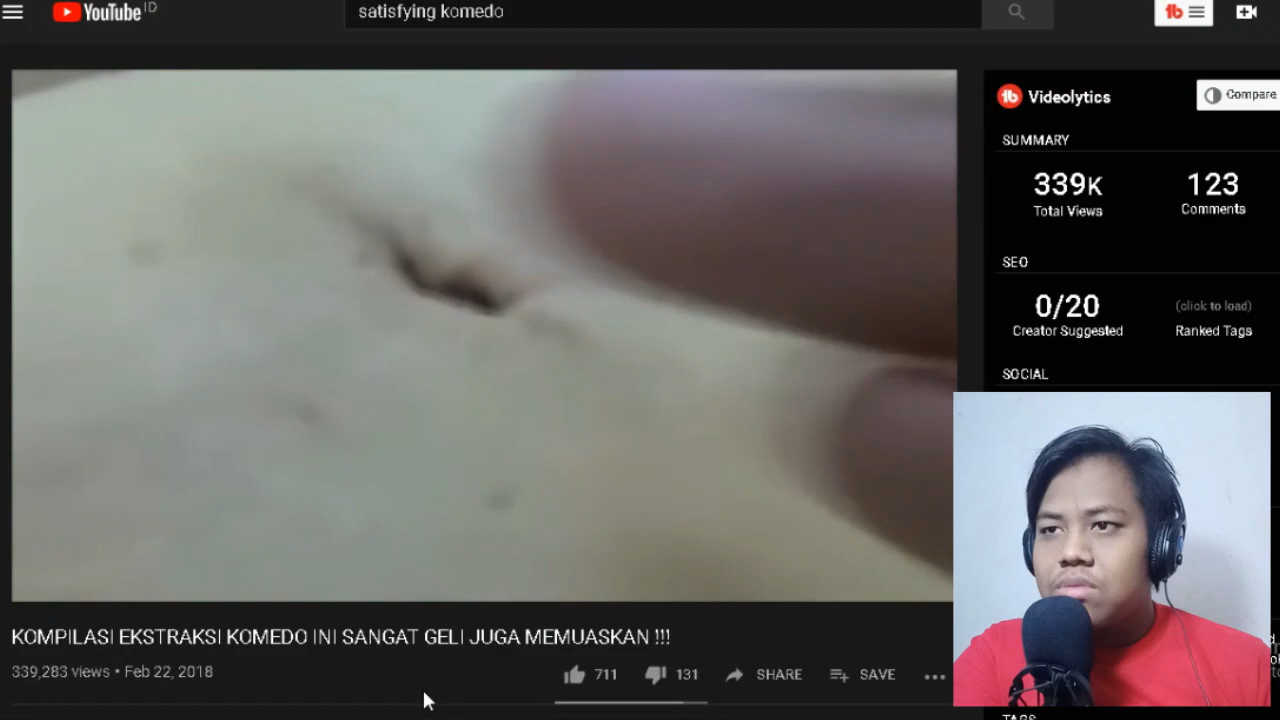 YouTube ID
satisfying komedo
Videolytics
Compare
SUMMARY
339K
Total Views
123
Comments
SEO
0/20
Creator Suggested
(click to load)
Ranked Tags
SOCIAL
KOMPILASI EKSTRAKSI KOMEDO INI SANGAT GELI JUGA MEMUASKAN !!!
339,283 views • Feb 22, 2018
711
131
SHARE
SAVE
TAGS